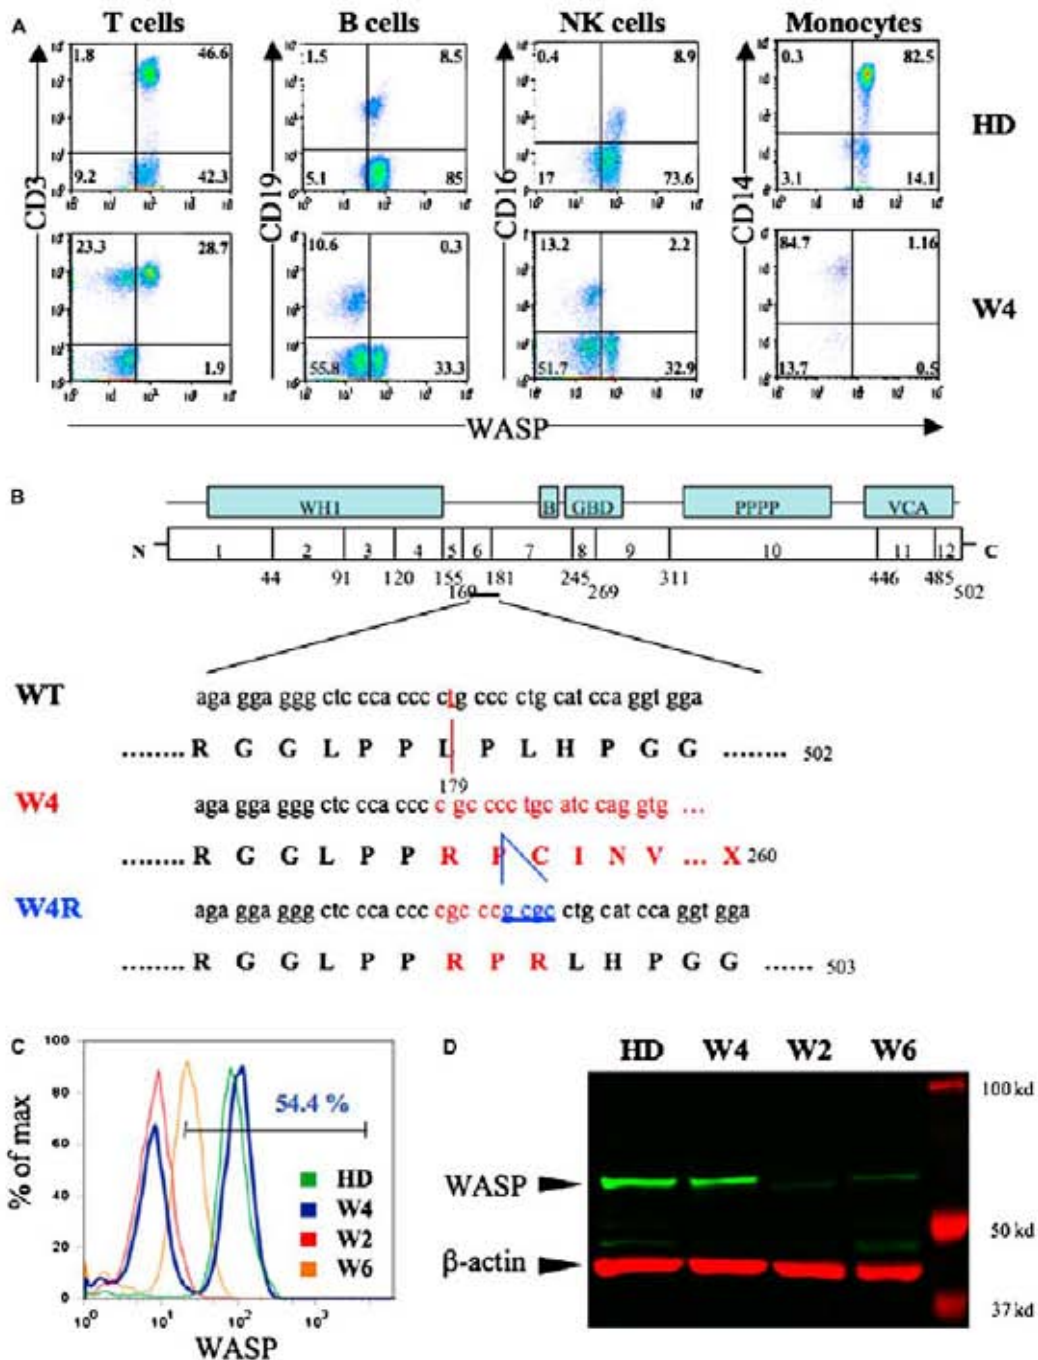 A T cells B cells NK cells Monocytes
1.8 46.6 1.5 8.5 0.4 8.9 0.3 82.5
HD
9.2 42.3 5.1 85 17 73.6 3.1 14.1
CD3 CD19 CD16 CD14
23.3 28.7 10.6 0.3 13.2 2.2 84.7 1.16
W4
1.9 55.8 33.3 51.7 32.9 13.7 0.5
WASP
B
WH1 B GBD PPPP VCA
N 1 2 3 4 5 6 7 8 9 10 11 12 C
44 91 120 155 181 245 311 446 485
169 269 502
WT aga gga ggg ctc cca ccc ctg ccc ctg cat cca ggt gga
........ R G G L P P L P L H P G G ........ 502
179
W4 aga gga ggg ctc cca ccc c gc ccc tgc atc cag gtg ...
........ R G G L P P R P C I N V ... X 260
W4R aga gga ggg ctc cca ccc cgc ccg cgc ctg cat cca ggt gga
........ R G G L P P R P R L H P G G ...... 503
C
100
80
60
40
20
0
% of max
54.4 %
HD
W4
W2
W6
10⁰ 10¹ 10² 10³
WASP
D HD W4 W2 W6
100 kd
WASP
50 kd
β-actin
37 kd